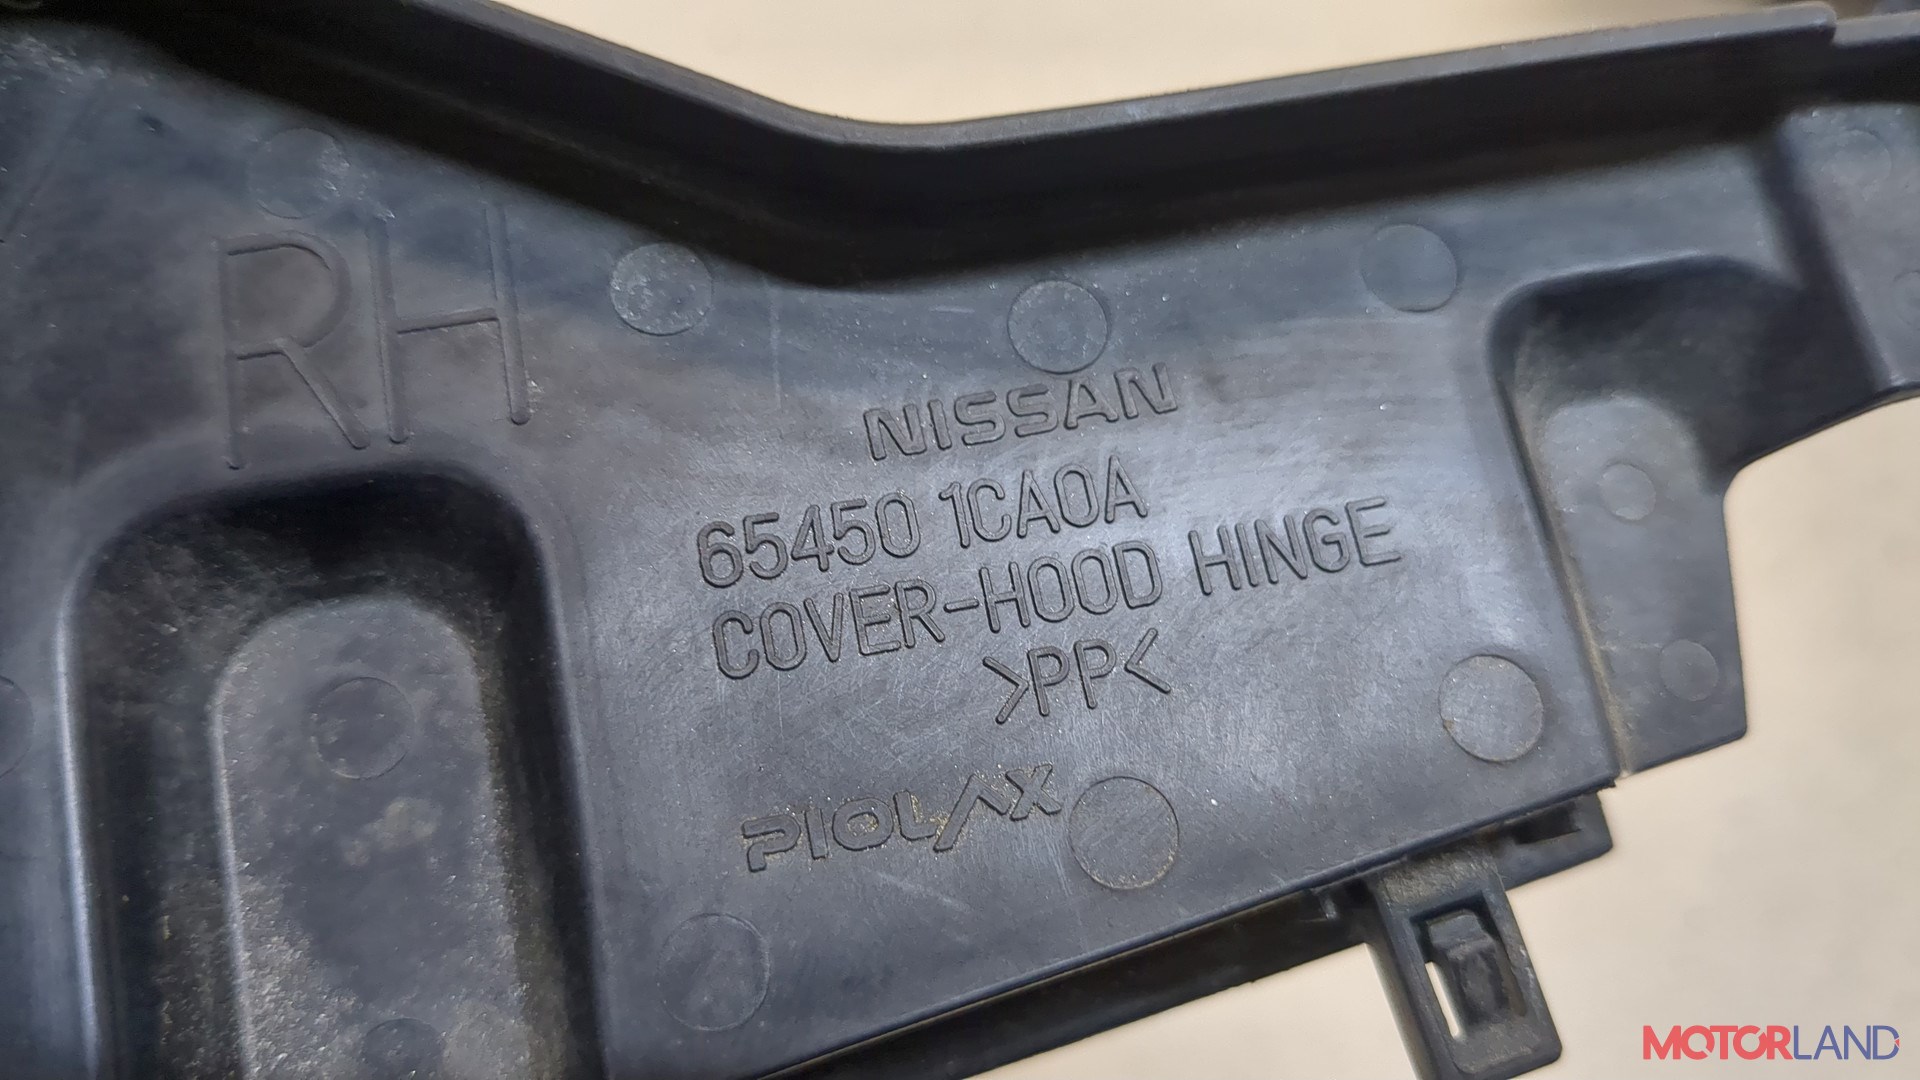 RH
NISSAN
65450 1CA0A
COVER-HOOD HINGE
>PP<
PIOLAX
MOTORLAND